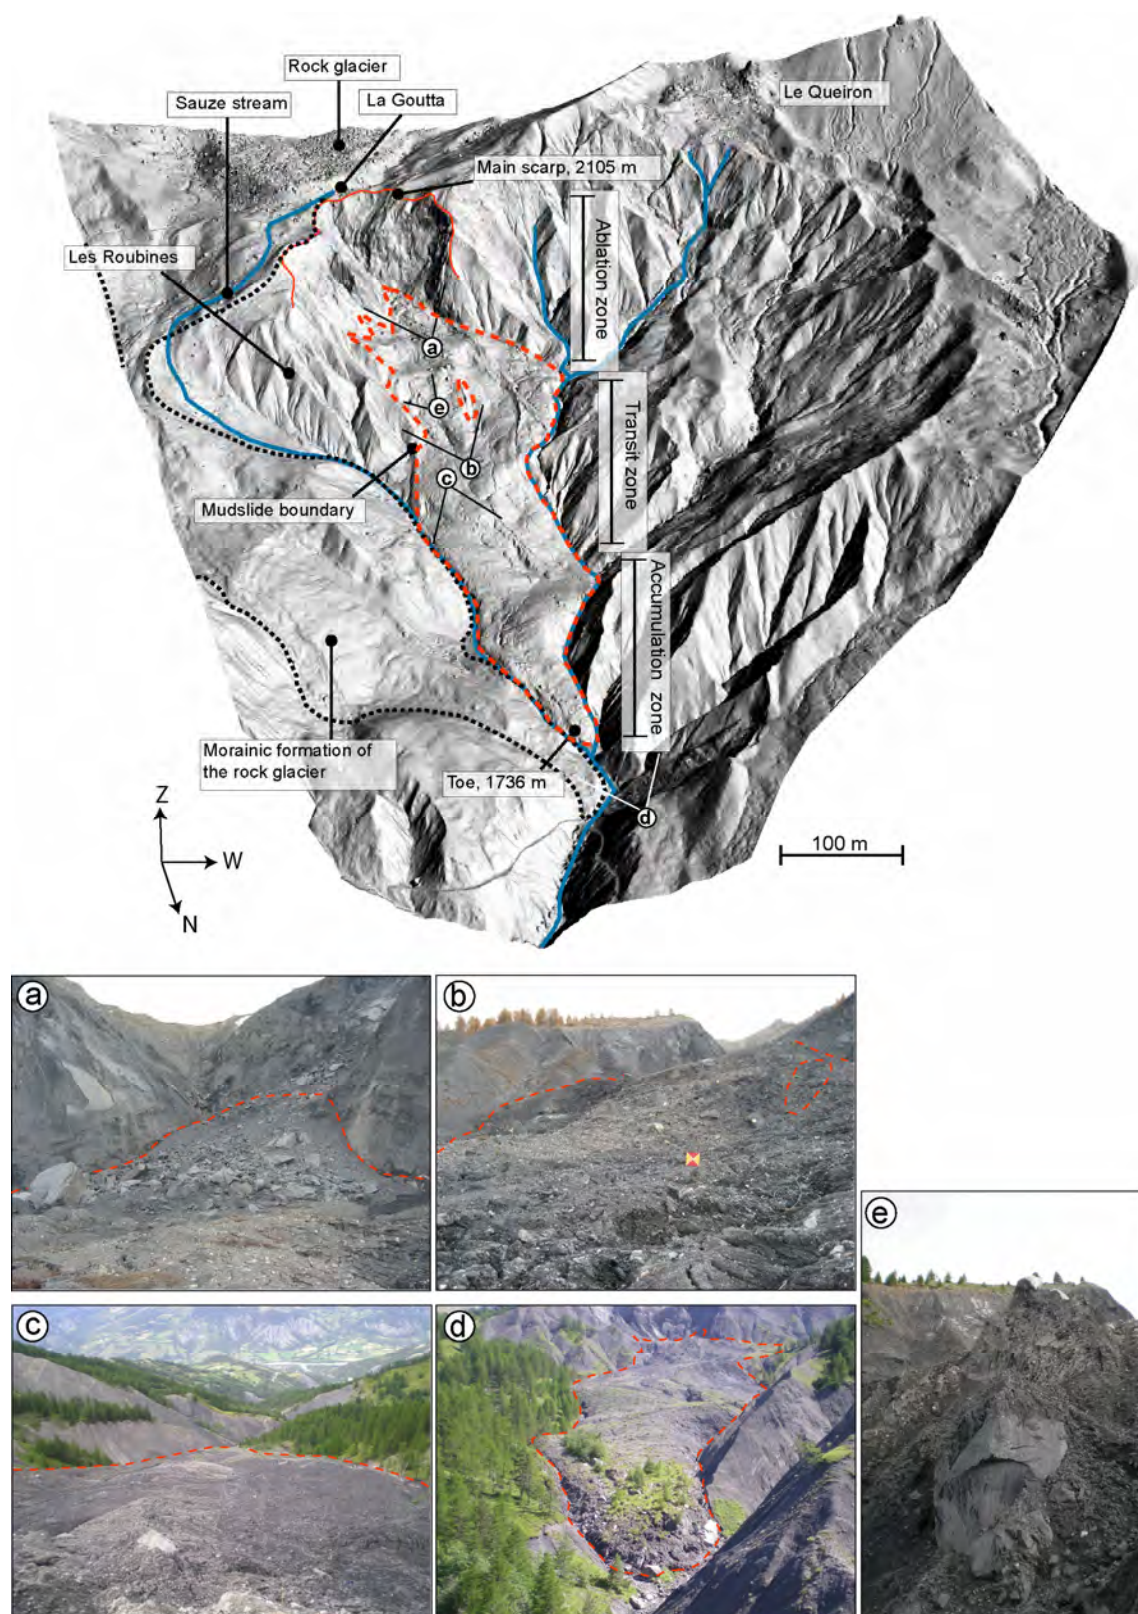 Rock glacier
Le Queiron
Sauze stream
La Goutta
Main scarp, 2105 m
Ablation zone
Les Roubines
a
e
Transit zone
b
c
Mudslide boundary
Accumulation zone
Morainic formation of
the rock glacier
Toe, 1736 m
d
Z
W
N
100 m
a
b
e
c
d